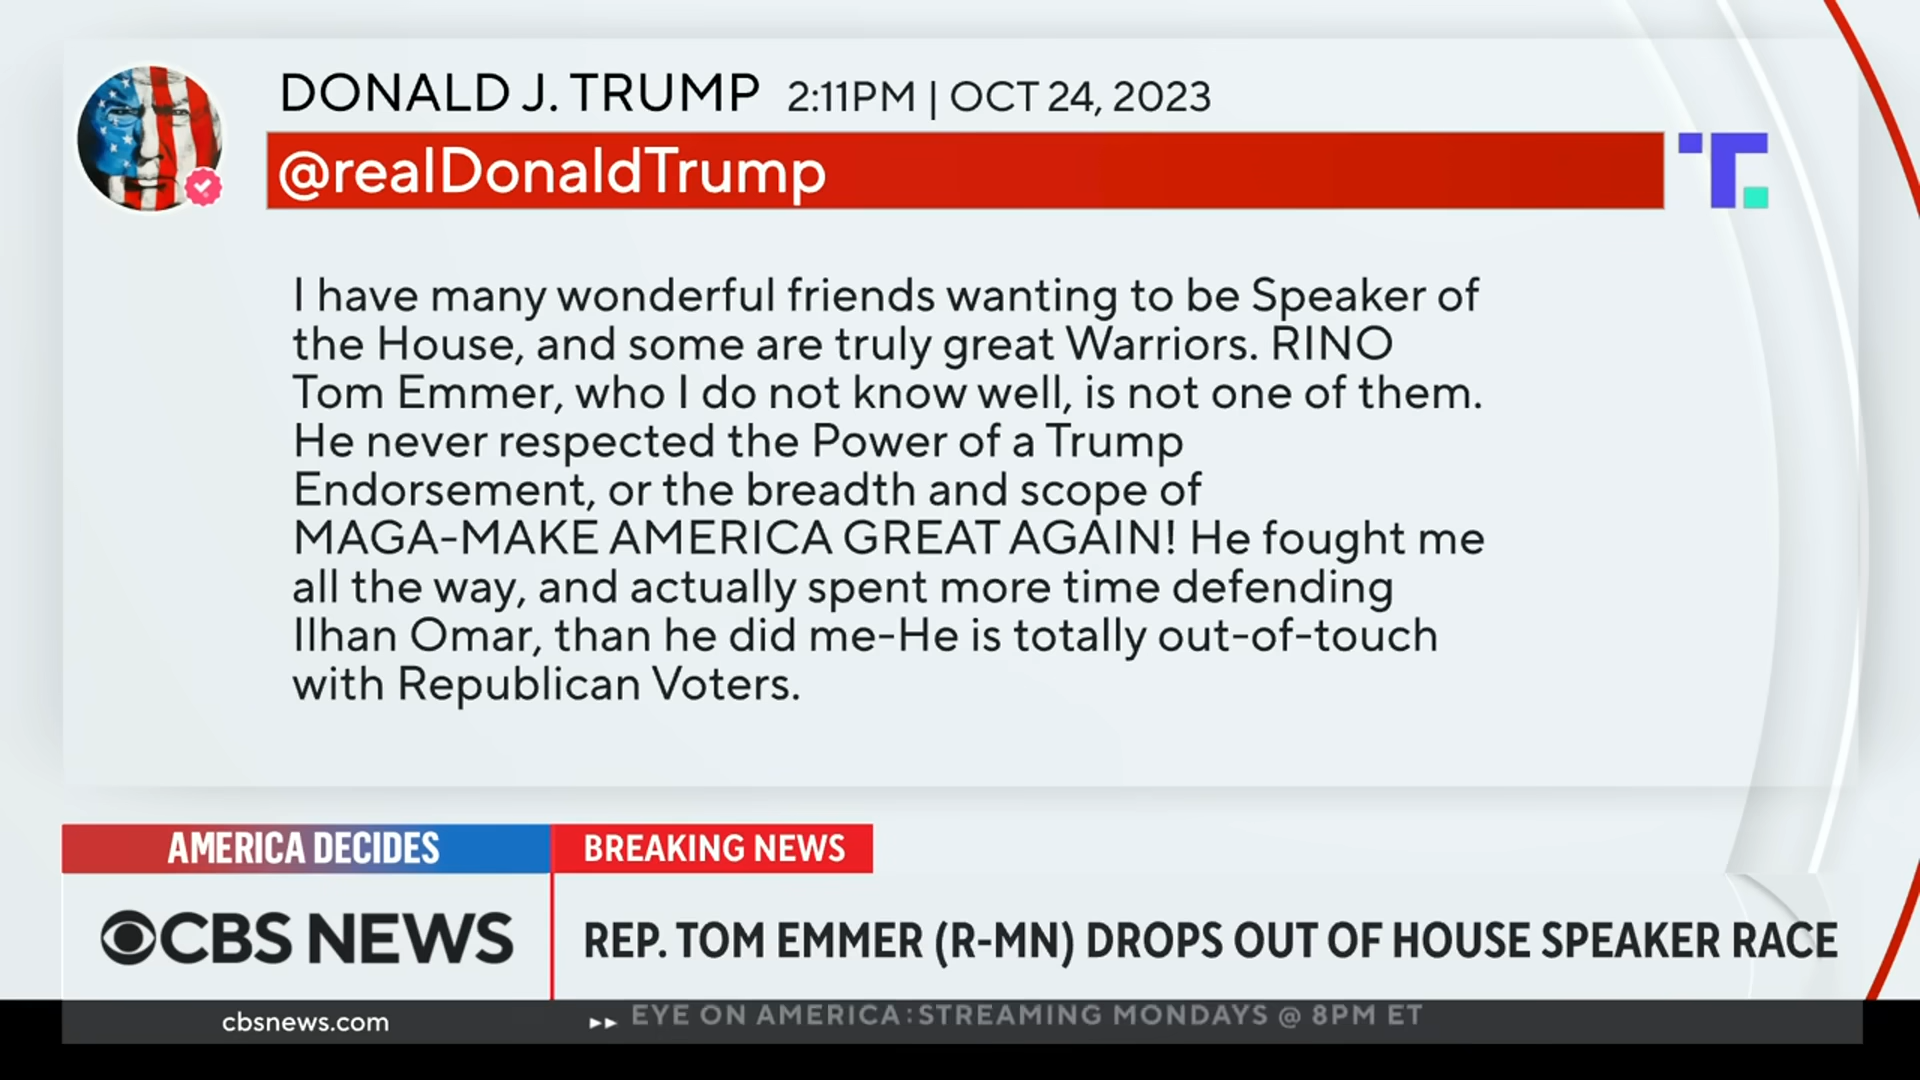 DONALD J. TRUMP 2:11PM | OCT 24, 2023
@realDonaldTrump
I have many wonderful friends wanting to be Speaker of
the House, and some are truly great Warriors. RINO
Tom Emmer, who I do not know well, is not one of them.
He never respected the Power of a Trump
Endorsement, or the breadth and scope of
MAGA-MAKE AMERICA GREAT AGAIN! He fought me
all the way, and actually spent more time defending
Ilhan Omar, than he did me-He is totally out-of-touch
with Republican Voters.
AMERICA DECIDES
BREAKING NEWS
CBS NEWS
REP. TOM EMMER (R-MN) DROPS OUT OF HOUSE SPEAKER RACE
cbsnews.com
EYE ON AMERICA: STREAMING MONDAYS @ 8PM ET